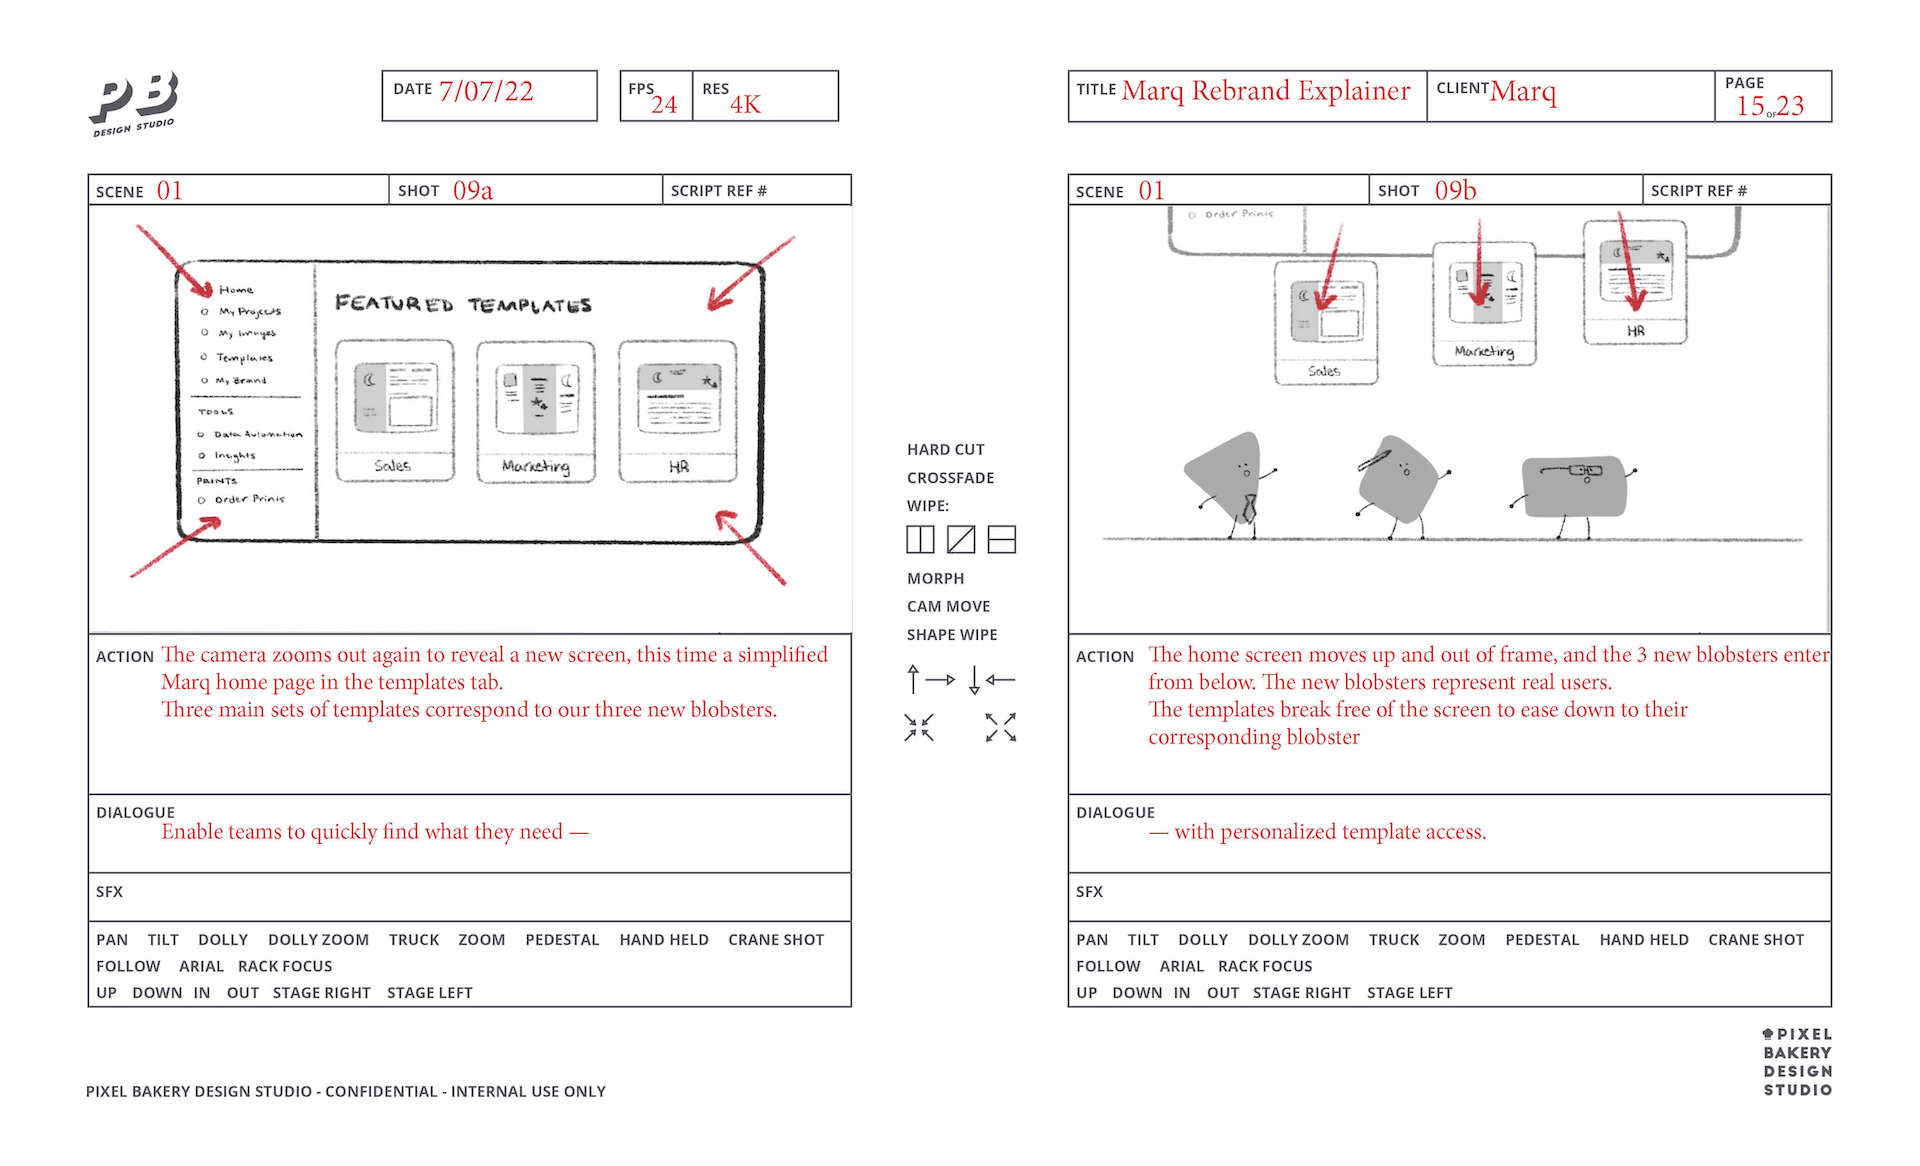 PB
DESIGN STUDIO
DATE 7/07/22
FPS 24
RES 4K
TITLE Marq Rebrand Explainer
CLIENT Marq
PAGE 15 OF 23
SCENE 01
SHOT 09a
SCRIPT REF #
Home
My Projects
My Images
Templates
My Brand
TOOLS
Data Automation
Insights
PRINTS
Order Prints
FEATURED TEMPLATES
Sales
Marketing
HR
ACTION The camera zooms out again to reveal a new screen, this time a simplified
Marq home page in the templates tab.
Three main sets of templates correspond to our three new blobsters.
DIALOGUE
Enable teams to quickly find what they need —
SFX
PAN TILT DOLLY DOLLY ZOOM TRUCK ZOOM PEDESTAL HAND HELD CRANE SHOT
FOLLOW ARIAL RACK FOCUS
UP DOWN IN OUT STAGE RIGHT STAGE LEFT
HARD CUT
CROSSFADE
WIPE:
MORPH
CAM MOVE
SHAPE WIPE
SCENE 01
SHOT 09b
SCRIPT REF #
Order Prints
Sales
Marketing
HR
ACTION The home screen moves up and out of frame, and the 3 new blobsters enter
from below. The new blobsters represent real users.
The templates break free of the screen to ease down to their
corresponding blobster
DIALOGUE
— with personalized template access.
SFX
PAN TILT DOLLY DOLLY ZOOM TRUCK ZOOM PEDESTAL HAND HELD CRANE SHOT
FOLLOW ARIAL RACK FOCUS
UP DOWN IN OUT STAGE RIGHT STAGE LEFT
PIXEL BAKERY DESIGN STUDIO - CONFIDENTIAL - INTERNAL USE ONLY
PIXEL
BAKERY
DESIGN
STUDIO